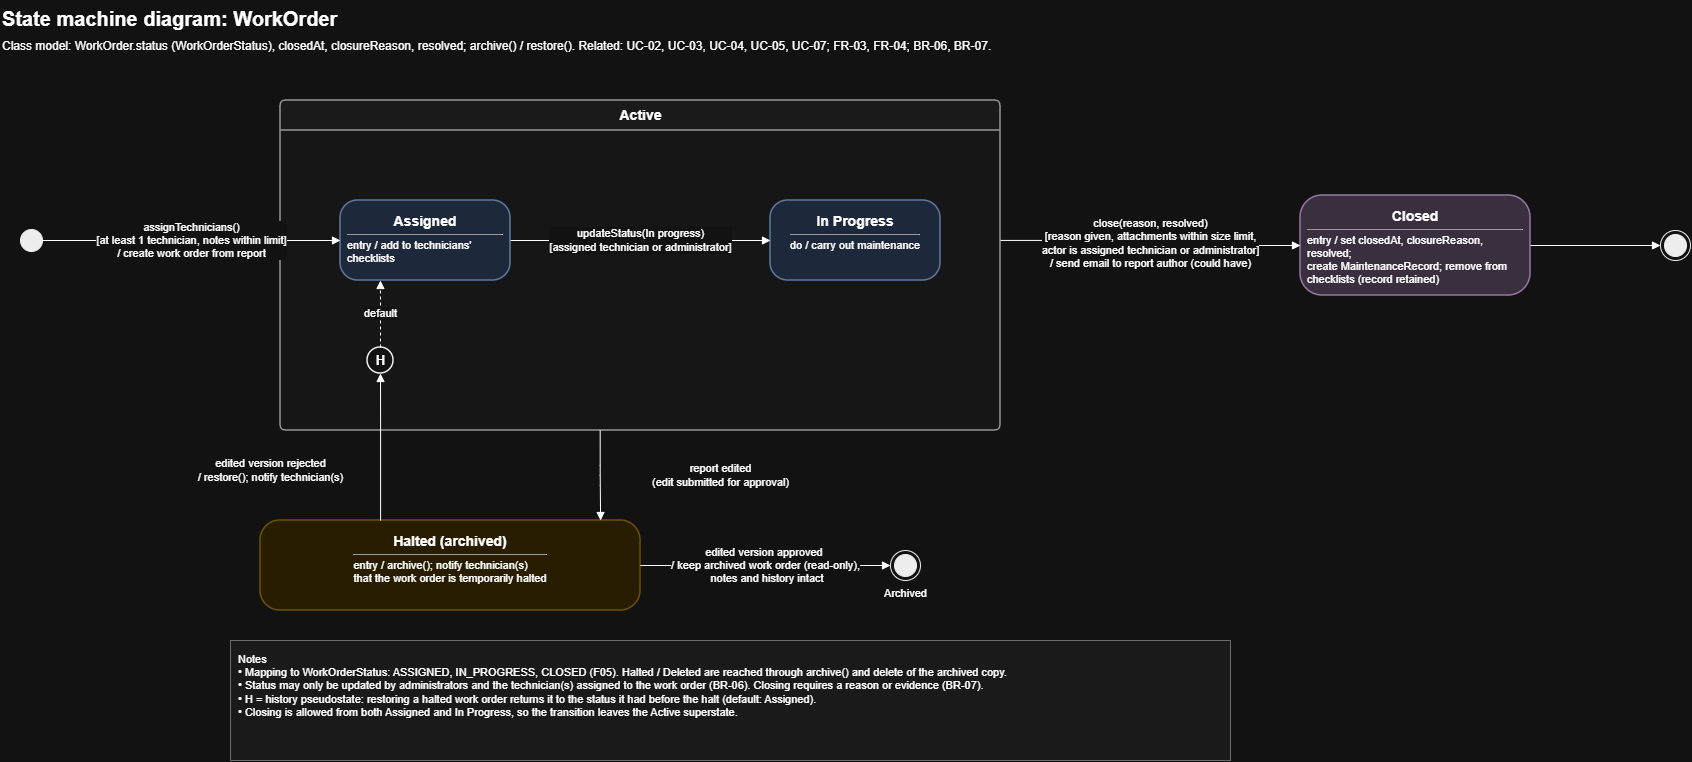 State machine diagram: WorkOrder
Class model: WorkOrder.status (WorkOrderStatus), closedAt, closureReason, resolved; archive() / restore(). Related: UC-02, UC-03, UC-04, UC-05, UC-07; FR-03, FR-04; BR-06, BR-07.
Active
assignTechnicians()
[at least 1 technician, notes within limit]
/ create work order from report
Assigned
entry / add to technicians'
checklists
updateStatus(In progress)
[assigned technician or administrator]
In Progress
do / carry out maintenance
close(reason, resolved)
[reason given, attachments within size limit,
actor is assigned technician or administrator]
/ send email to report author (could have)
Closed
entry / set closedAt, closureReason,
resolved;
create MaintenanceRecord; remove from
checklists (record retained)
default
H
edited version rejected
/ restore(); notify technician(s)
report edited
(edit submitted for approval)
Halted (archived)
entry / archive(); notify technician(s)
that the work order is temporarily halted
edited version approved
/ keep archived work order (read-only),
notes and history intact
Archived
Notes
• Mapping to WorkOrderStatus: ASSIGNED, IN_PROGRESS, CLOSED (F05). Halted / Deleted are reached through archive() and delete of the archived copy.
• Status may only be updated by administrators and the technician(s) assigned to the work order (BR-06). Closing requires a reason or evidence (BR-07).
• H = history pseudostate: restoring a halted work order returns it to the status it had before the halt (default: Assigned).
• Closing is allowed from both Assigned and In Progress, so the transition leaves the Active superstate.